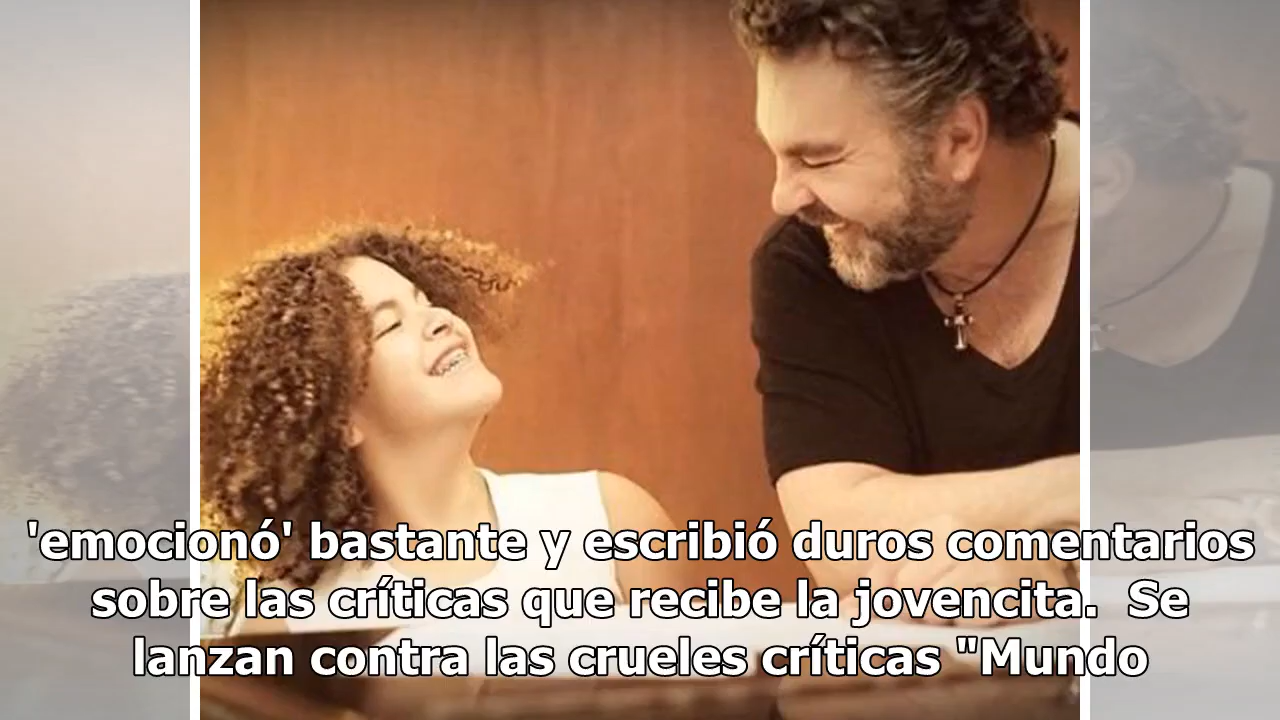 'emocionó' bastante y escribió duros comentarios
sobre las críticas que recibe la jovencita.  Se
lanzan contra las crueles críticas "Mundo